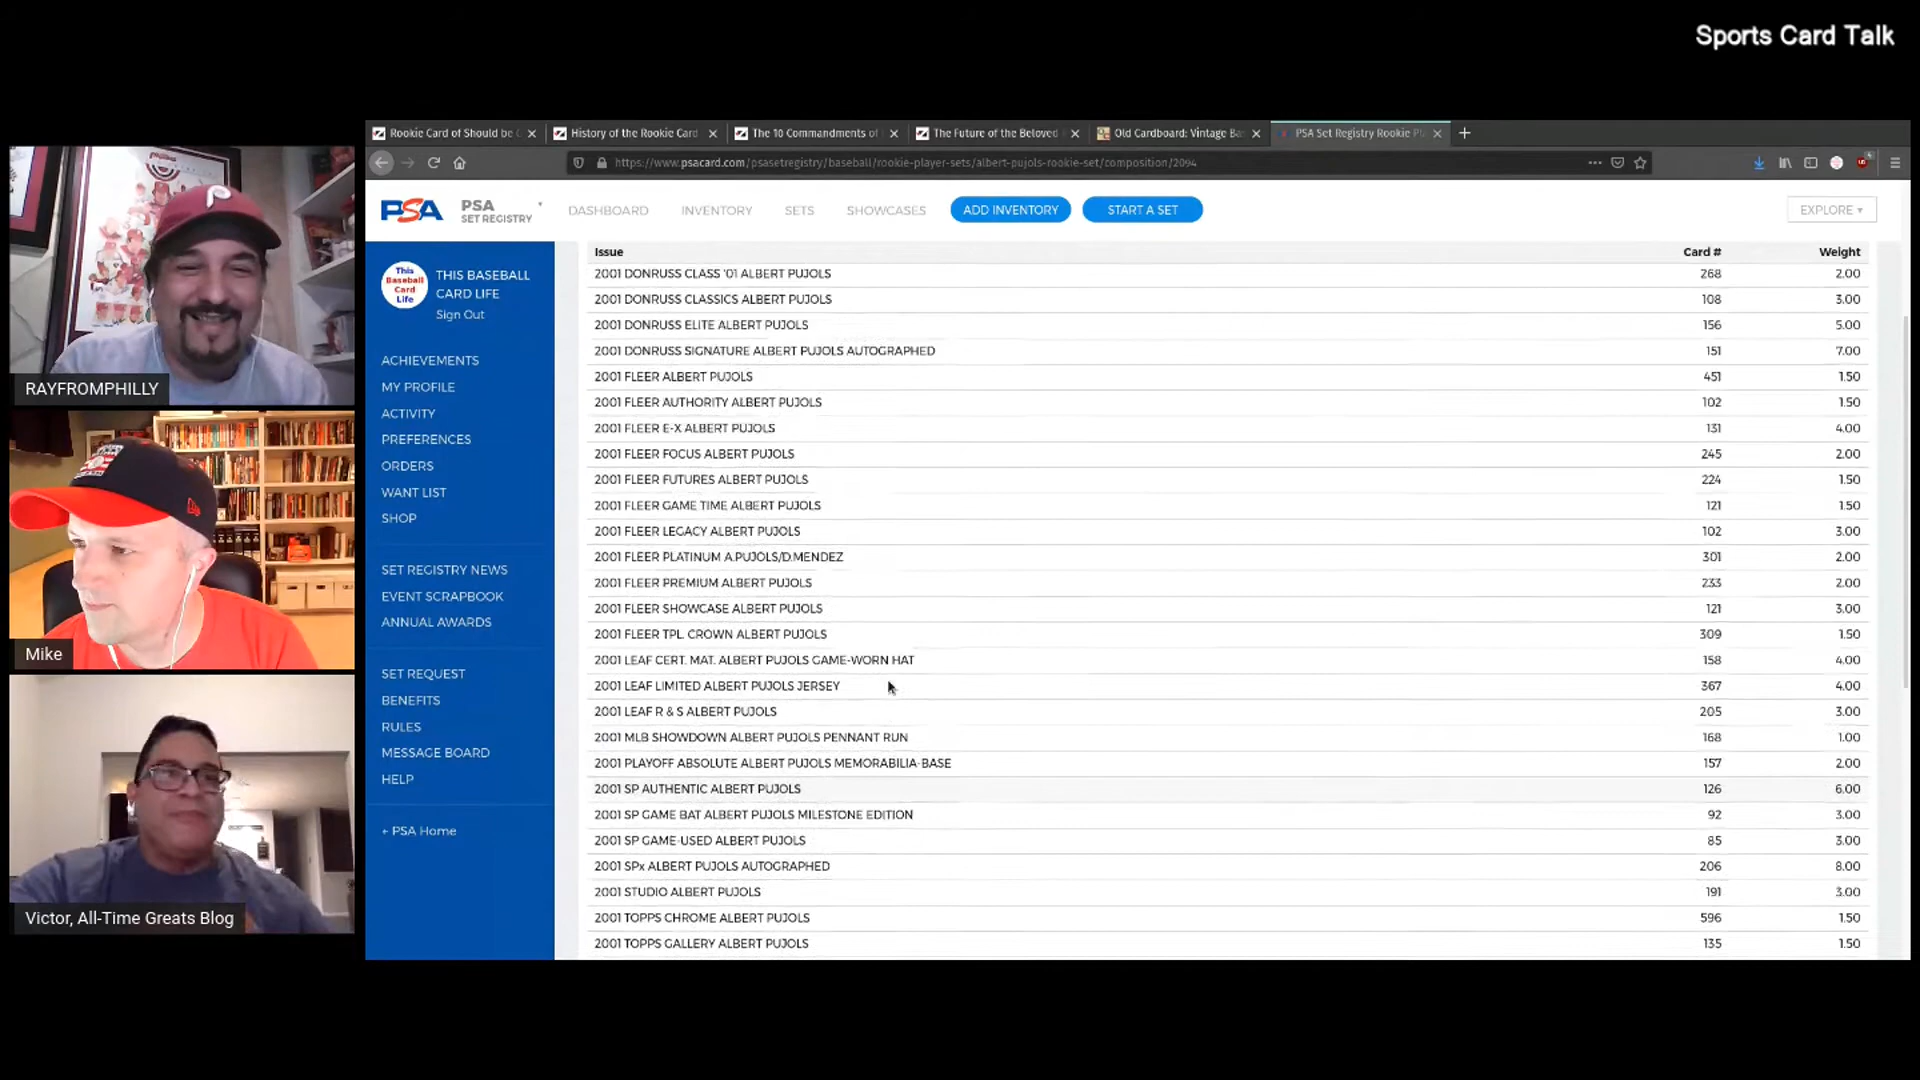 Sports Card Talk
Rookie Card of Should be
History of the Rookie Card
The 10 Commandments of
The Future of the Beloved
Old Cardboard: Vintage Ba
PSA Set Registry Rookie Pl
https://www.psacard.com/psasetregistry/baseball/rookie-player-sets/albert-pujols-rookie-set/composition/2094
PSA
PSA
SET REGISTRY
DASHBOARD
INVENTORY
SETS
SHOWCASES
ADD INVENTORY
START A SET
EXPLORE
This
Baseball
Card
Life
THIS BASEBALL
CARD LIFE
Sign Out
ACHIEVEMENTS
MY PROFILE
ACTIVITY
PREFERENCES
ORDERS
WANT LIST
SHOP
SET REGISTRY NEWS
EVENT SCRAPBOOK
ANNUAL AWARDS
SET REQUEST
BENEFITS
RULES
MESSAGE BOARD
HELP
← PSA Home
Issue Card # Weight
2001 DONRUSS CLASS '01 ALBERT PUJOLS 268 2.00
2001 DONRUSS CLASSICS ALBERT PUJOLS 108 3.00
2001 DONRUSS ELITE ALBERT PUJOLS 156 5.00
2001 DONRUSS SIGNATURE ALBERT PUJOLS AUTOGRAPHED 151 7.00
2001 FLEER ALBERT PUJOLS 451 1.50
2001 FLEER AUTHORITY ALBERT PUJOLS 102 1.50
2001 FLEER E-X ALBERT PUJOLS 131 4.00
2001 FLEER FOCUS ALBERT PUJOLS 245 2.00
2001 FLEER FUTURES ALBERT PUJOLS 224 1.50
2001 FLEER GAME TIME ALBERT PUJOLS 121 1.50
2001 FLEER LEGACY ALBERT PUJOLS 102 3.00
2001 FLEER PLATINUM A.PUJOLS/D.MENDEZ 301 2.00
2001 FLEER PREMIUM ALBERT PUJOLS 233 2.00
2001 FLEER SHOWCASE ALBERT PUJOLS 121 3.00
2001 FLEER TPL. CROWN ALBERT PUJOLS 309 1.50
2001 LEAF CERT. MAT. ALBERT PUJOLS GAME-WORN HAT 158 4.00
2001 LEAF LIMITED ALBERT PUJOLS JERSEY 367 4.00
2001 LEAF R & S ALBERT PUJOLS 205 3.00
2001 MLB SHOWDOWN ALBERT PUJOLS PENNANT RUN 168 1.00
2001 PLAYOFF ABSOLUTE ALBERT PUJOLS MEMORABILIA-BASE 157 2.00
2001 SP AUTHENTIC ALBERT PUJOLS 126 6.00
2001 SP GAME BAT ALBERT PUJOLS MILESTONE EDITION 92 3.00
2001 SP GAME-USED ALBERT PUJOLS 85 3.00
2001 SPx ALBERT PUJOLS AUTOGRAPHED 206 8.00
2001 STUDIO ALBERT PUJOLS 191 3.00
2001 TOPPS CHROME ALBERT PUJOLS 596 1.50
2001 TOPPS GALLERY ALBERT PUJOLS 135 1.50
RAYFROMPHILLY
Mike
Victor, All-Time Greats Blog